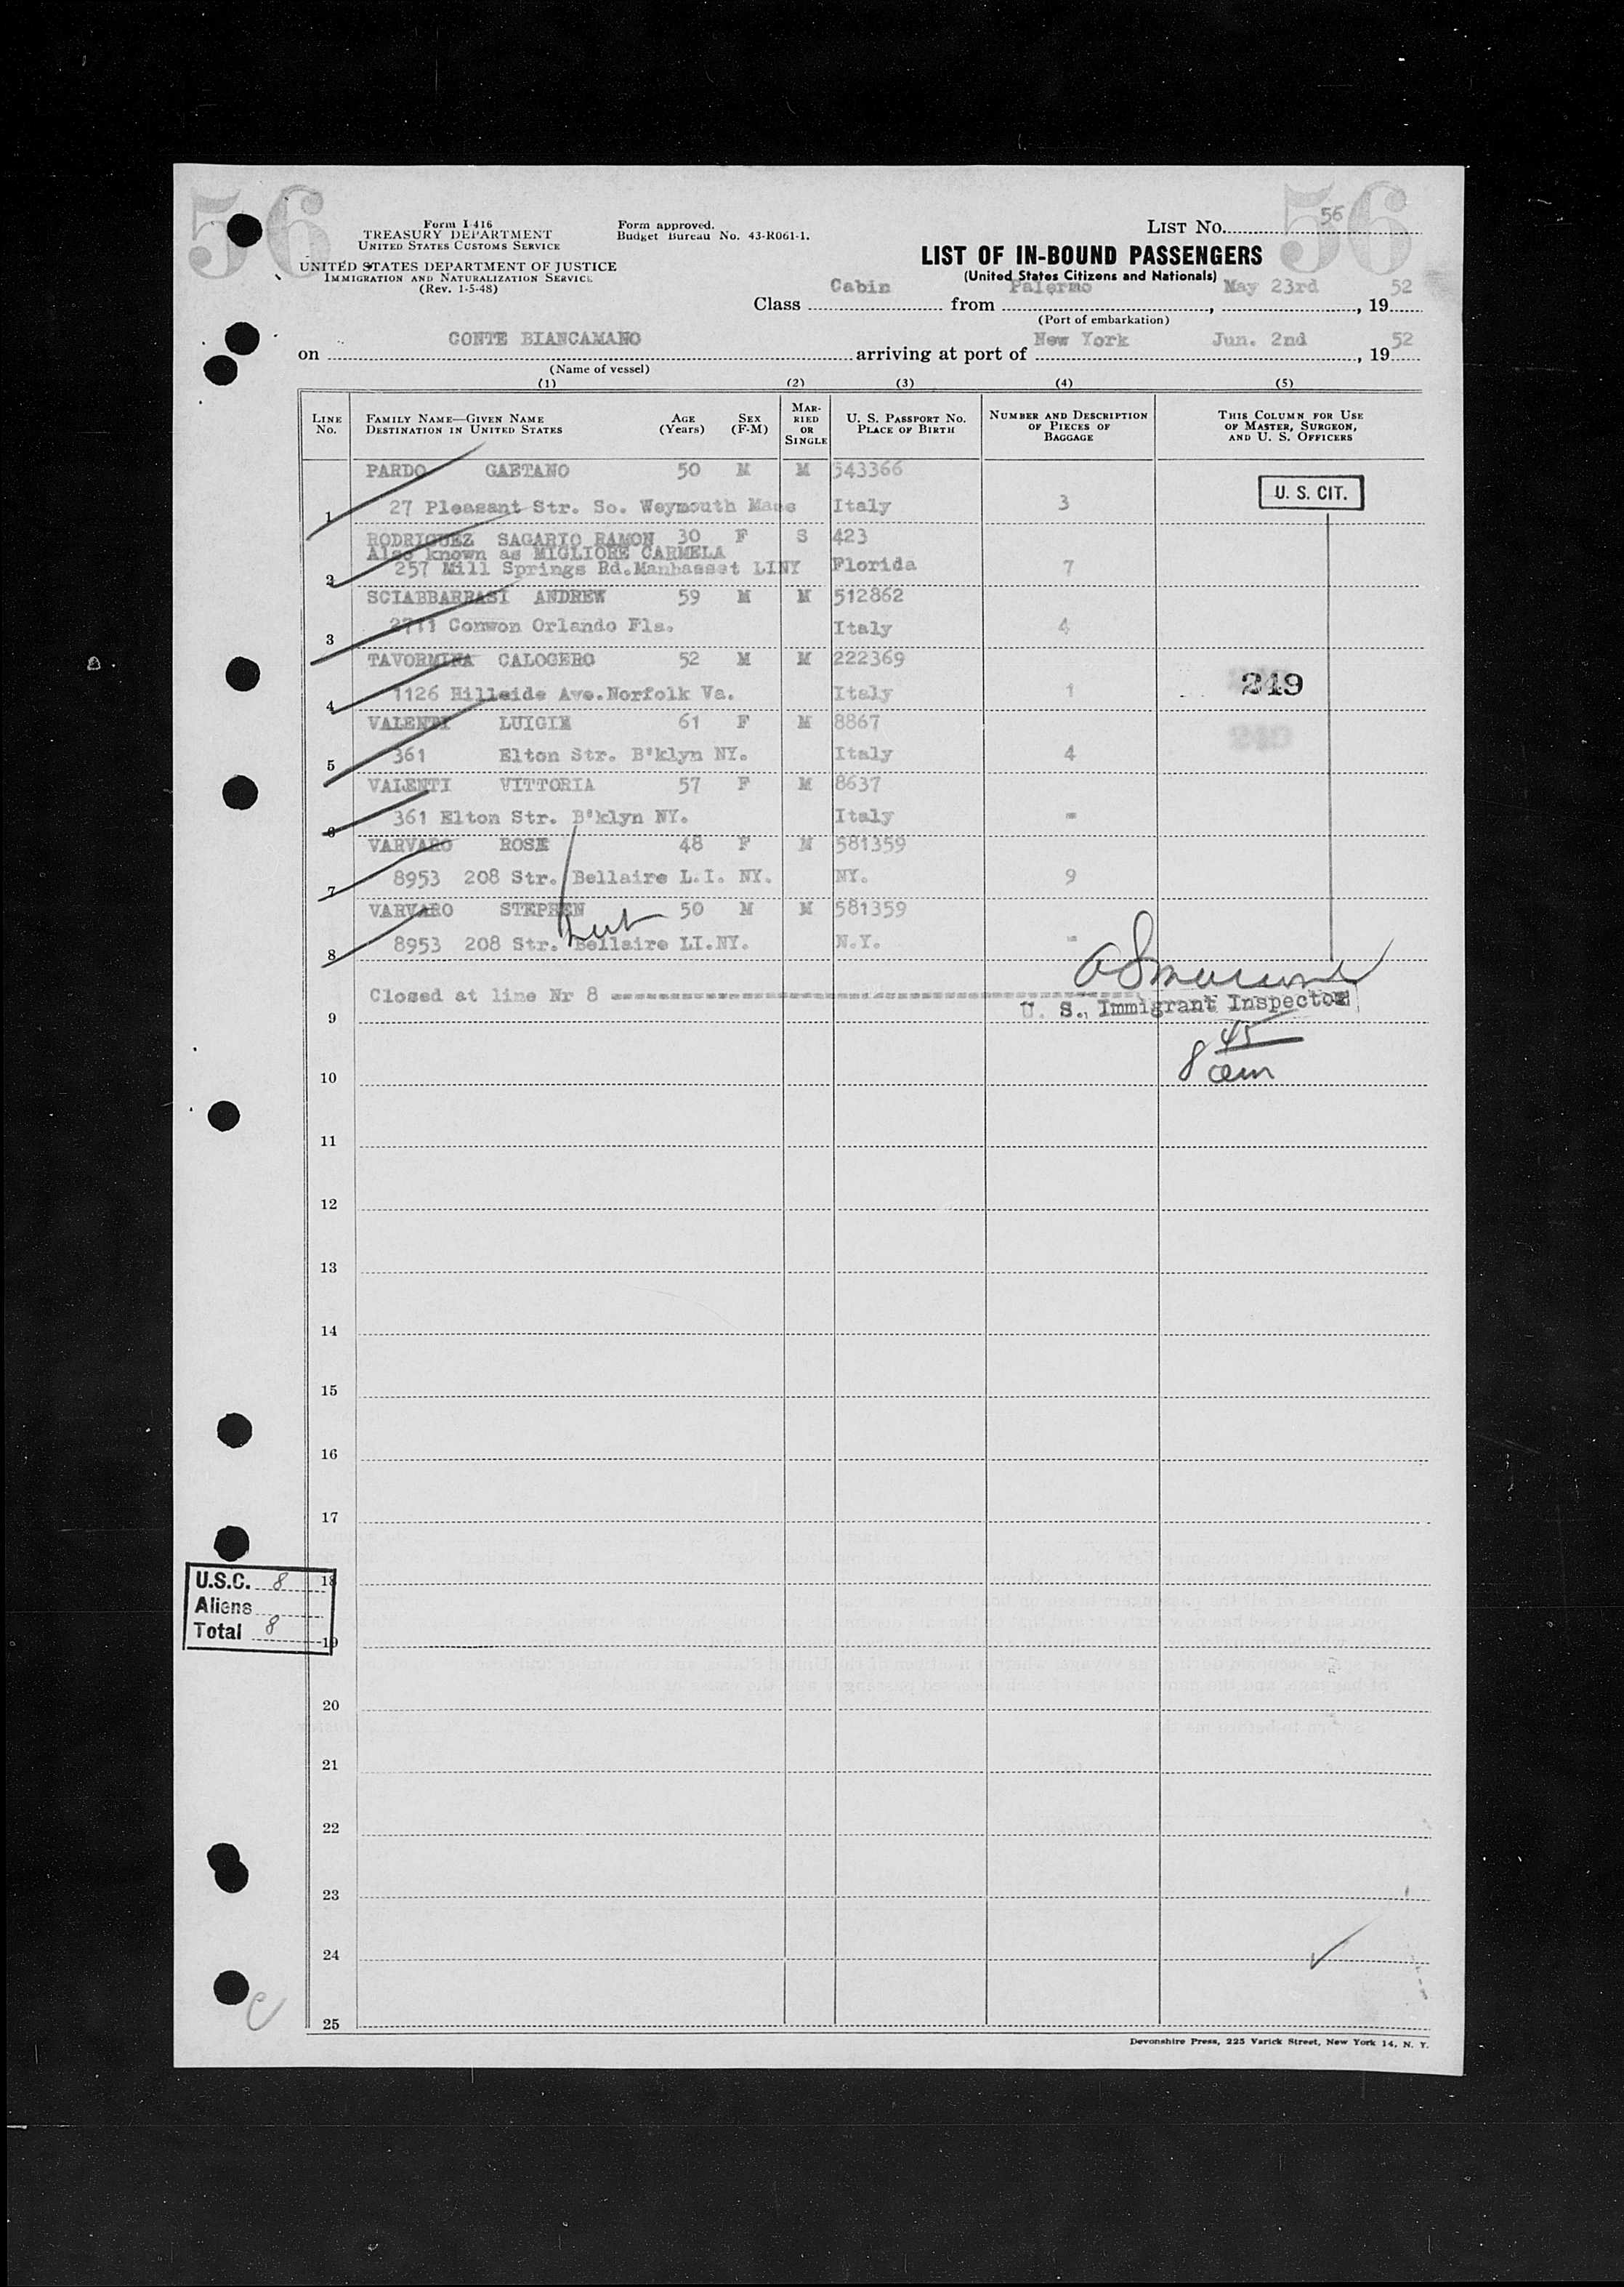 56 56
Form I-416
TREASURY DEPARTMENT
UNITED STATES CUSTOMS SERVICE
UNITED STATES DEPARTMENT OF JUSTICE
IMMIGRATION AND NATURALIZATION SERVICE
(Rev. 1-5-48)
Form approved.
Budget Bureau No. 43-R061-1.
LIST NO. 56
LIST OF IN-BOUND PASSENGERS
(United States Citizens and Nationals)
Class Cabin from Palermo, May 23rd, 1952
(Port of embarkation)
on CONTE BIANCAMANO arriving at port of New York Jun. 2nd, 1952
(Name of vessel)
(1) (2) (3) (4) (5)
LINE NO. FAMILY NAME—GIVEN NAME DESTINATION IN UNITED STATES AGE (Years) SEX (F-M) MARRIED OR SINGLE U. S. PASSPORT NO. PLACE OF BIRTH NUMBER AND DESCRIPTION OF PIECES OF BAGGAGE THIS COLUMN FOR USE OF MASTER, SURGEON, AND U. S. OFFICERS
PARDO GAETANO 50 M M 543366
U. S. CIT.
1 27 Pleasant Str. So. Weymouth Mass Italy 3
RODRIGUEZ SAGARIO RAMON 30 F S 423
Also known as MIGLIORE CARMELA
2 257 Mill Springs Rd.Manhasset LINY Florida 7
SCIABBARRASI ANDREW 59 M M 512862
3 2711 Conwon Orlando Fla. Italy 4
TAVORMINA CALOGERO 52 M M 222369
4 1126 Hillside Ave.Norfolk Va. Italy 1 249
VALENTI LUIGIE 61 F M 8867
5 361 Elton Str. B'klyn NY. Italy 4
VALENTI VITTORIA 57 F M 8637
6 361 Elton Str. B'klyn NY. Italy -
VARVARO ROSE 48 F M 581359
7 8953 208 Str. Bellaire L.I. NY. NY. 9
VARVARO STEPHEN 50 M M 581359
8 8953 208 Str. Bellaire LI.NY. N.Y. -
Closed at line Nr 8
U. S. Immigrant Inspector
9
8 45 am
10
11
12
13
14
15
16
17
U.S.C. 8 18
Aliens
Total 8 19
20
21
22
23
24
25
Devonshire Press, 225 Varick Street, New York 14, N. Y.